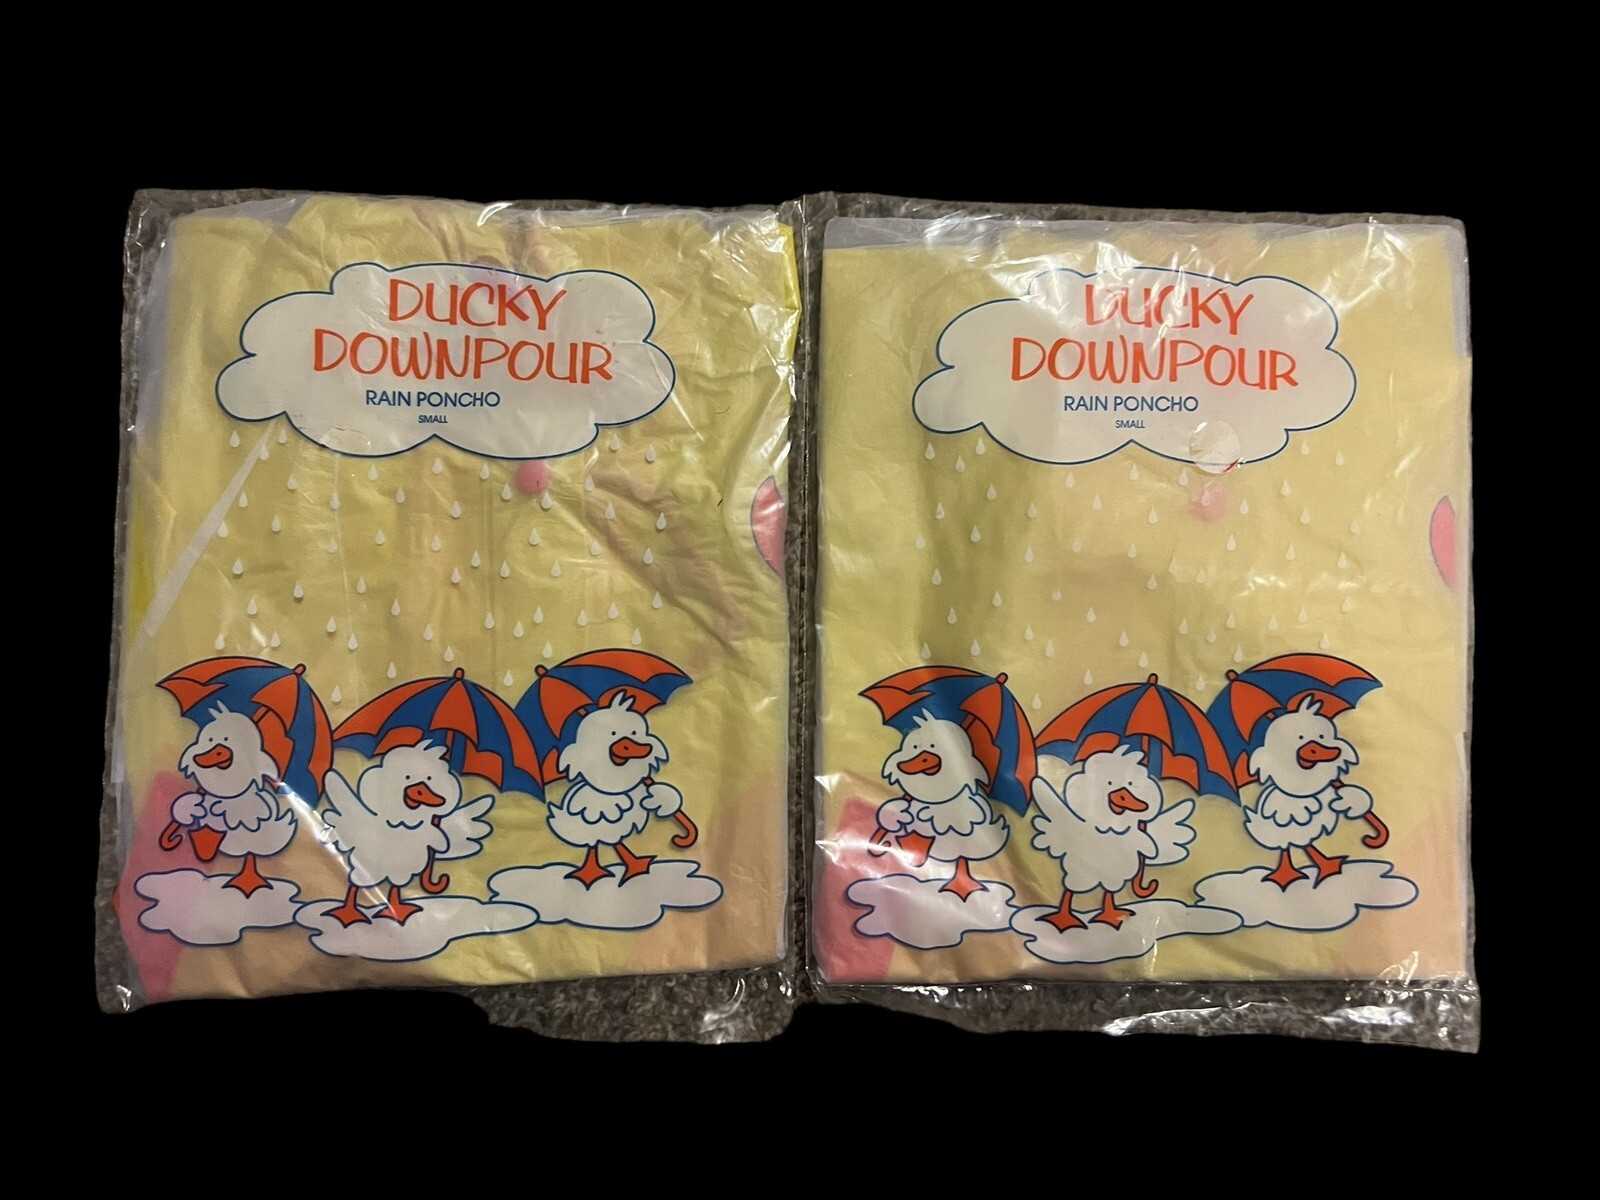 DUCKY
DOWNPOUR
RAIN PONCHO
SMALL
DUCKY
DOWNPOUR
RAIN PONCHO
SMALL